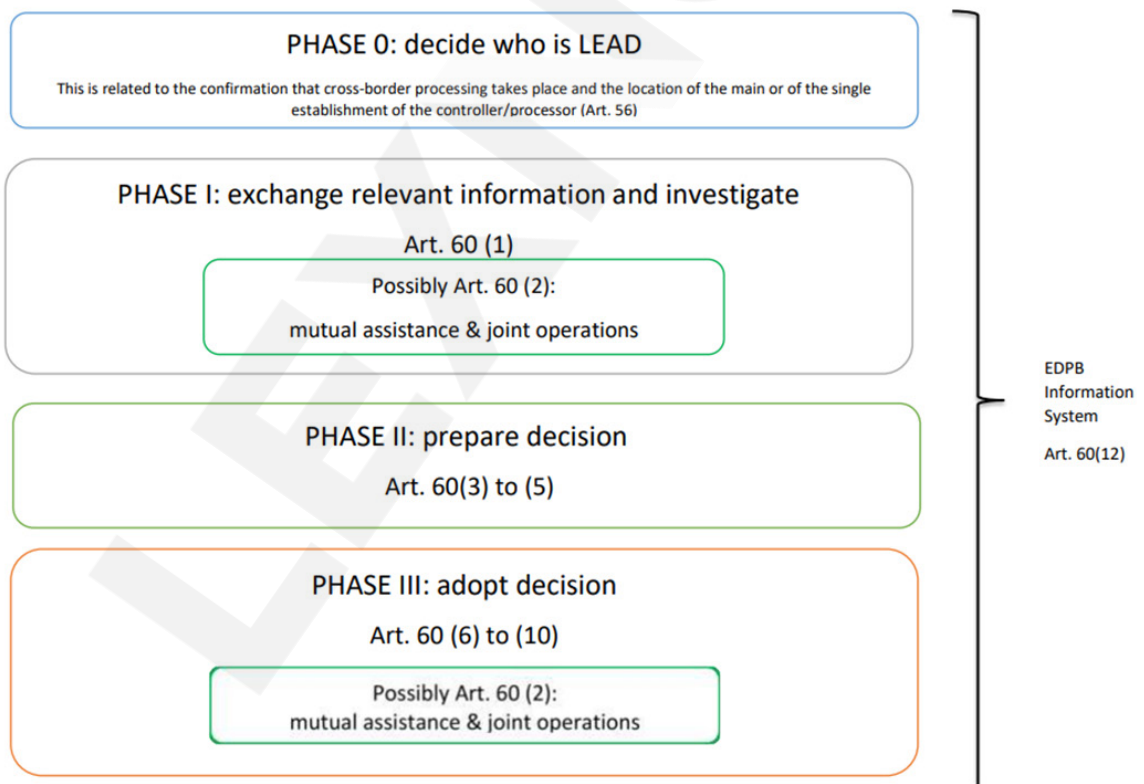 PHASE 0: decide who is LEAD
This is related to the confirmation that cross-border processing takes place and the location of the main or of the single
establishment of the controller/processor (Art. 56)
PHASE I: exchange relevant information and investigate
Art. 60 (1)
Possibly Art. 60 (2):
mutual assistance & joint operations
PHASE II: prepare decision
Art. 60(3) to (5)
PHASE III: adopt decision
Art. 60 (6) to (10)
Possibly Art. 60 (2):
mutual assistance & joint operations
EDPB
Information
System
Art. 60(12)